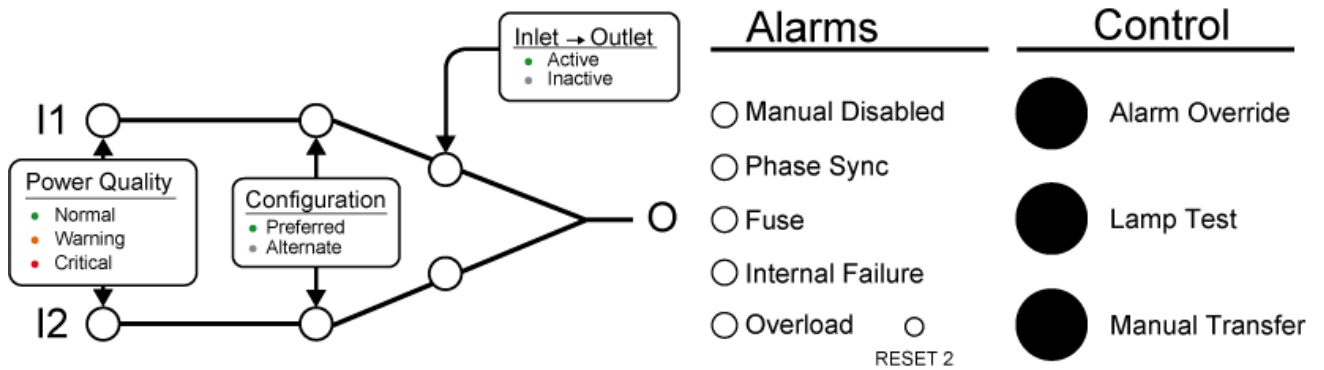 I1
I2
Power Quality
Normal
Warning
Critical
Configuration
Preferred
Alternate
Inlet → Outlet
Active
Inactive
O
Alarms
Manual Disabled
Phase Sync
Fuse
Internal Failure
Overload
RESET 2
Control
Alarm Override
Lamp Test
Manual Transfer